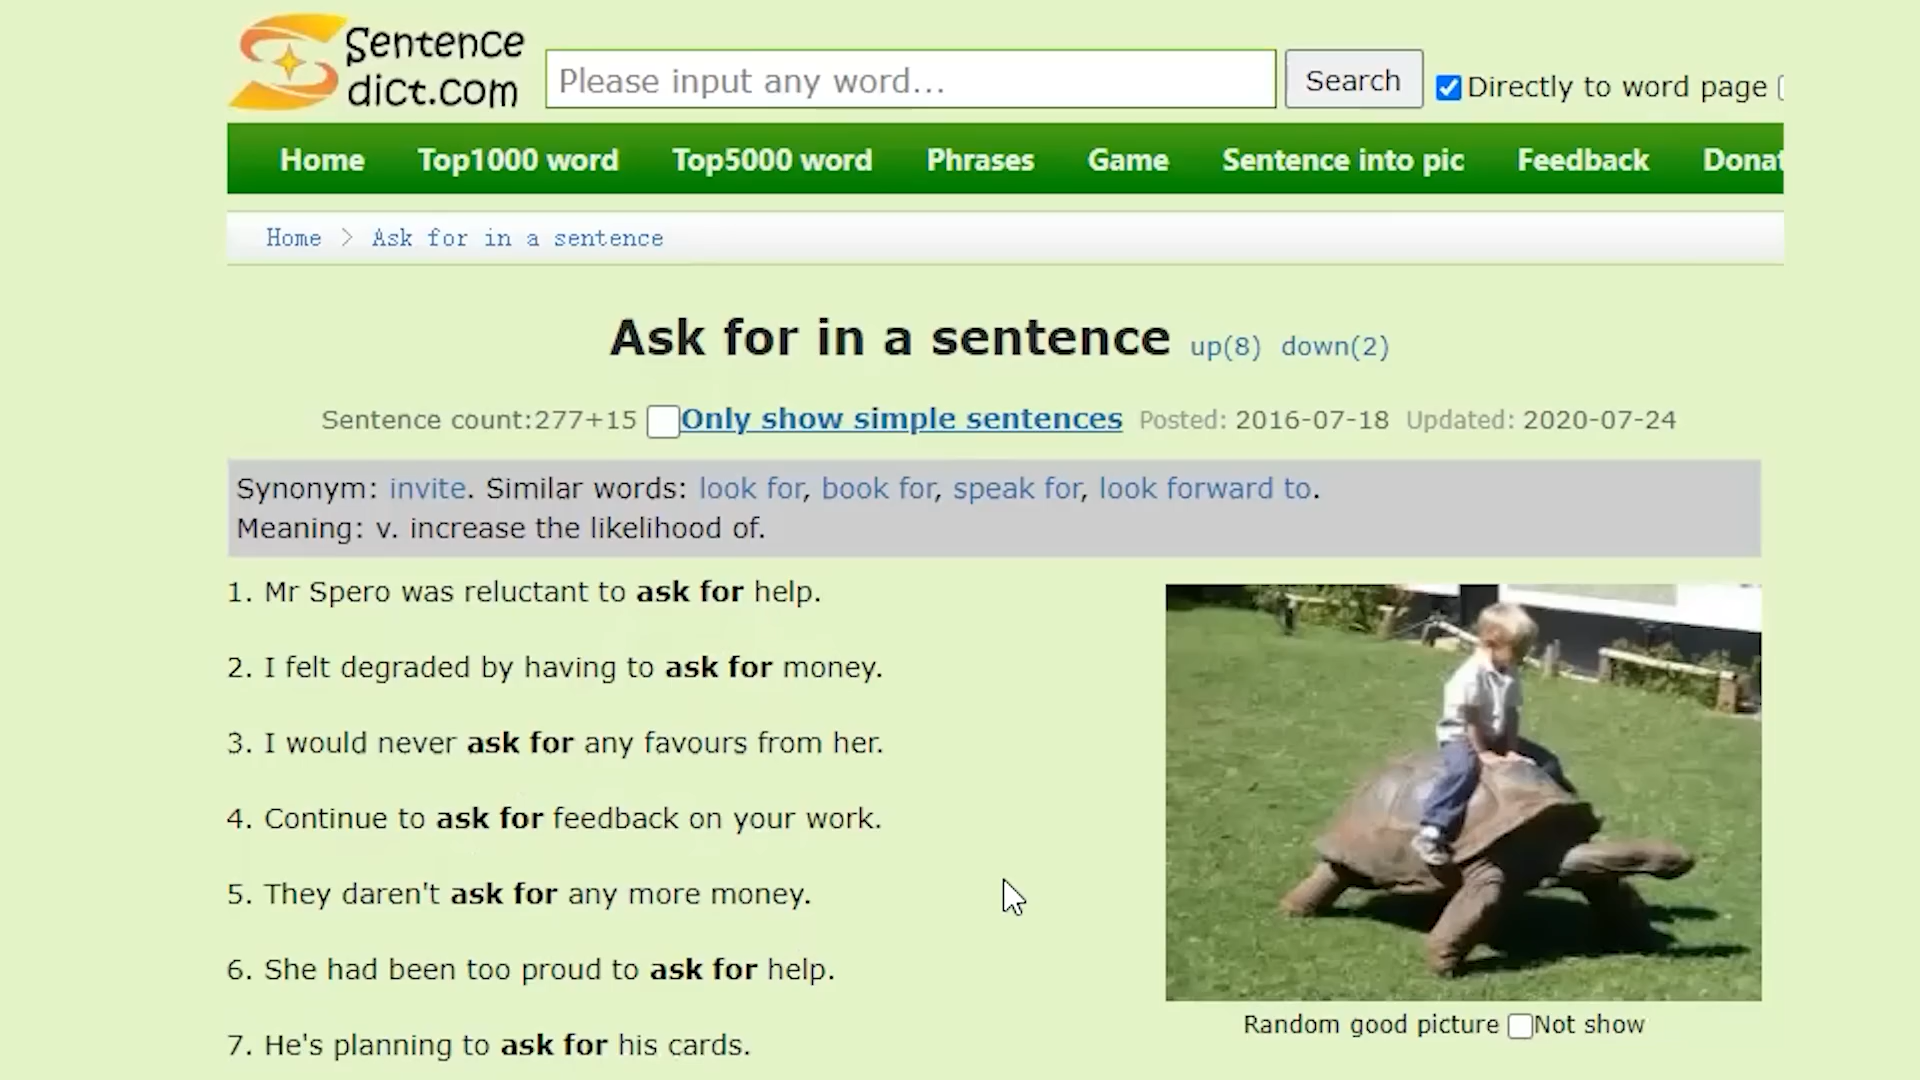 Sentence
dict.com
Please input any word...
Search
Directly to word page
Home Top1000 word Top5000 word Phrases Game Sentence into pic Feedback Donat
Home > Ask for in a sentence
Ask for in a sentence up(8) down(2)
Sentence count:277+15 Only show simple sentences Posted: 2016-07-18 Updated: 2020-07-24
Synonym: invite. Similar words: look for, book for, speak for, look forward to.
Meaning: v. increase the likelihood of.
1. Mr Spero was reluctant to ask for help.
2. I felt degraded by having to ask for money.
3. I would never ask for any favours from her.
4. Continue to ask for feedback on your work.
5. They daren't ask for any more money.
6. She had been too proud to ask for help.
7. He's planning to ask for his cards.
Random good picture Not show